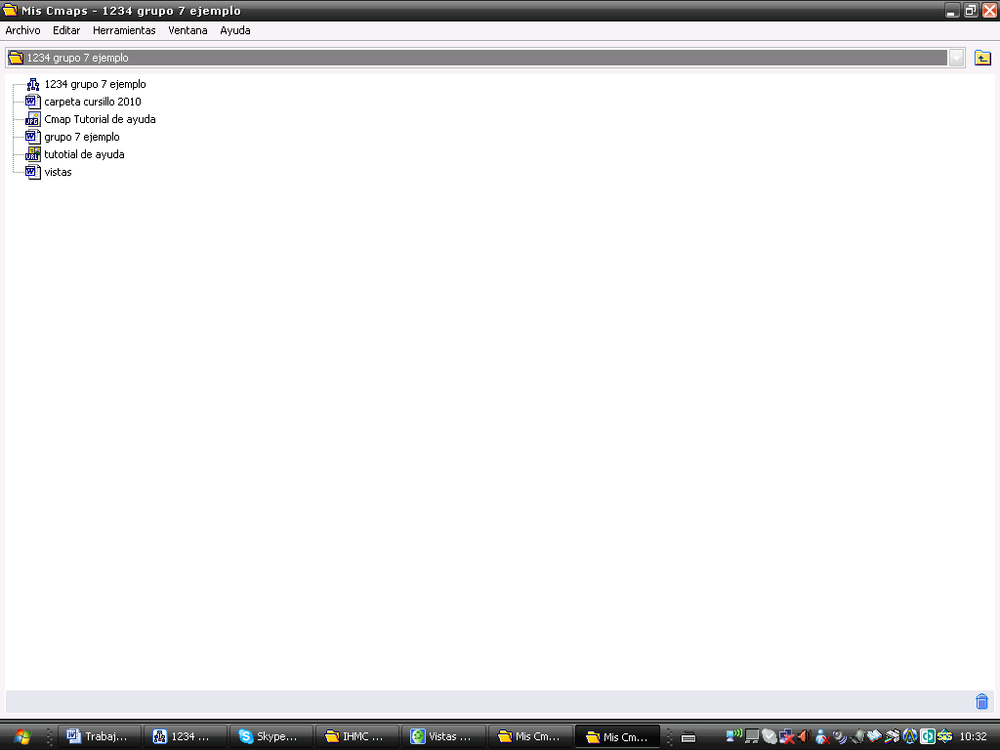 Mis Cmaps - 1234 grupo 7 ejemplo
Archivo Editar Herramientas Ventana Ayuda
1234 grupo 7 ejemplo
1234 grupo 7 ejemplo
carpeta cursillo 2010
Cmap Tutorial de ayuda
grupo 7 ejemplo
tutotial de ayuda
vistas
Trabaj... 1234 ... Skype... IHMC ... Vistas ... Mis Cm... Mis Cm... 10:32